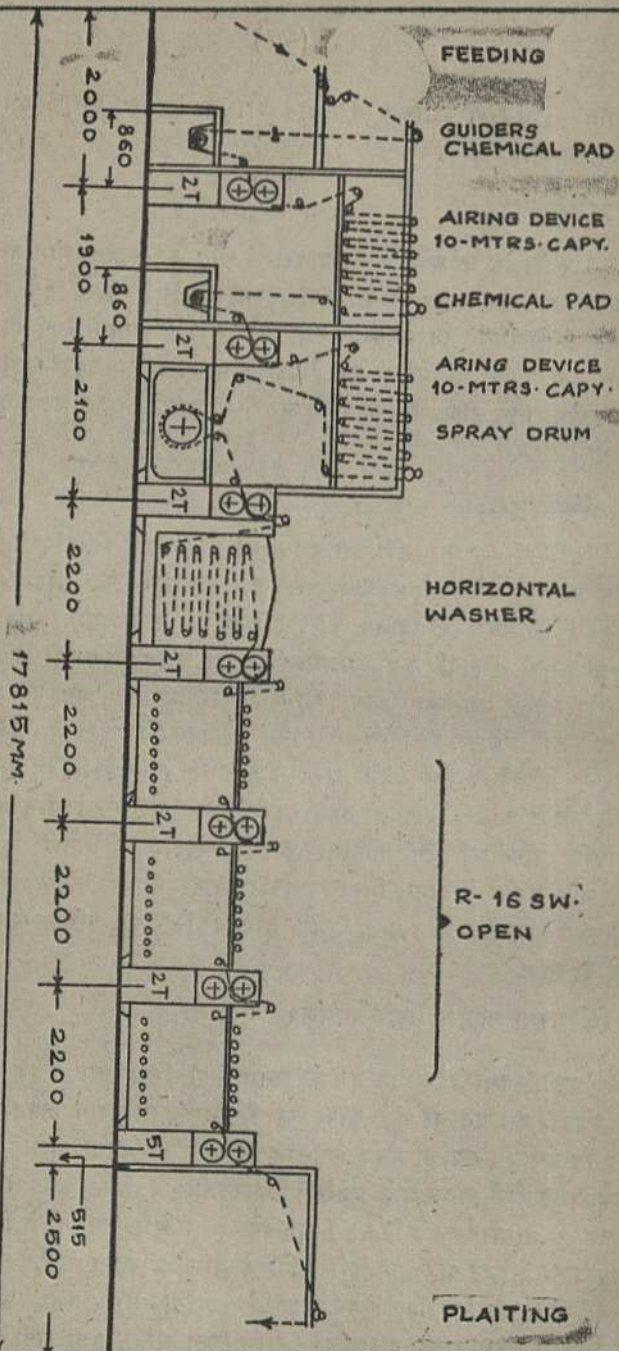 FEEDING
GUIDERS
CHEMICAL PAD
AIRING DEVICE
10-MTRS. CAPY.
CHEMICAL PAD
ARING DEVICE
10-MTRS. CAPY.
SPRAY DRUM
HORIZONTAL
WASHER
R-16 SW.
OPEN
PLAITING
2T
2T
2T
2T
2T
2T
5T
860
860
2000
1900
2100
2200
2200
2200
2200
515
2500
17815 MM.